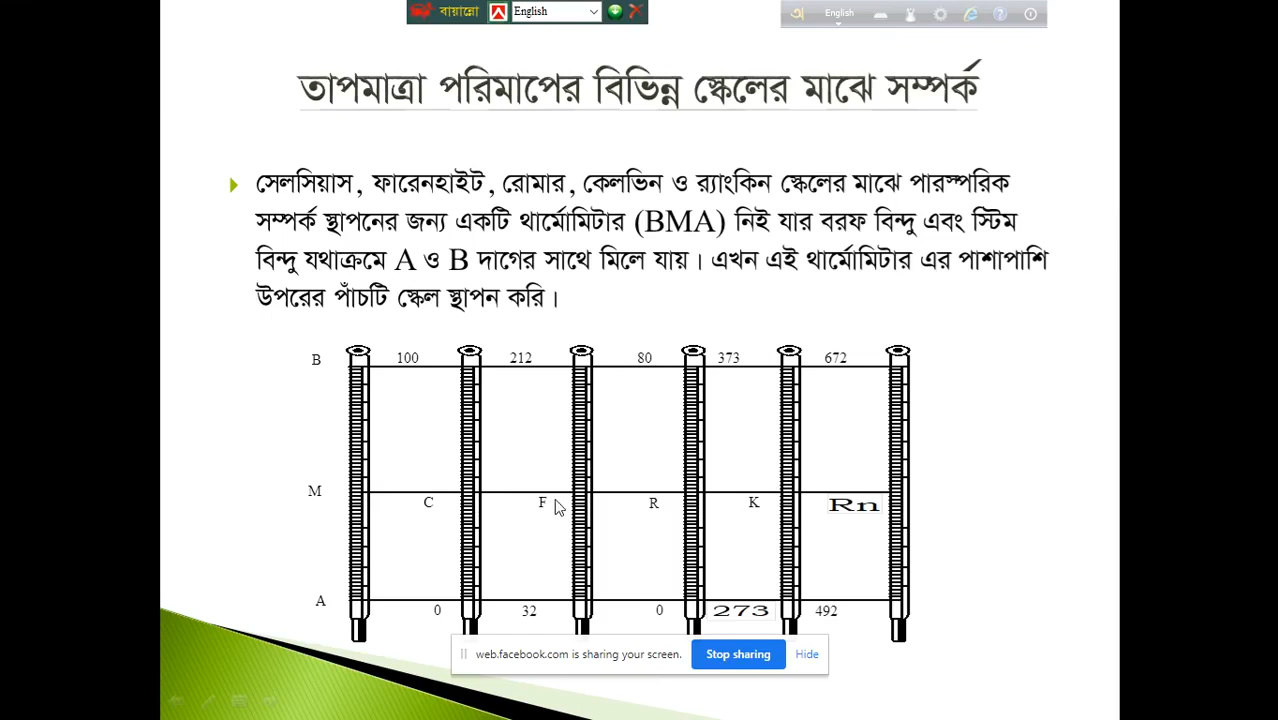 বায়ান্নো English
অ English
তাপমাত্রা পরিমাপের বিভিন্ন স্কেলের মাঝে সম্পর্ক
সেলসিয়াস, ফারেনহাইট, রোমার, কেলভিন ও র‍্যাংকিন স্কেলের মাঝে পারস্পরিক
সম্পর্ক স্থাপনের জন্য একটি থার্মোমিটার (BMA) নিই যার বরফ বিন্দু এবং স্টিম
বিন্দু যথাক্রমে A ও B দাগের সাথে মিলে যায়। এখন এই থার্মোমিটার এর পাশাপাশি
উপরের পাঁচটি স্কেল স্থাপন করি।
B 100 212 80 373 672
M C F R K Rn
A 0 32 0 273 492
web.facebook.com is sharing your screen. Stop sharing Hide